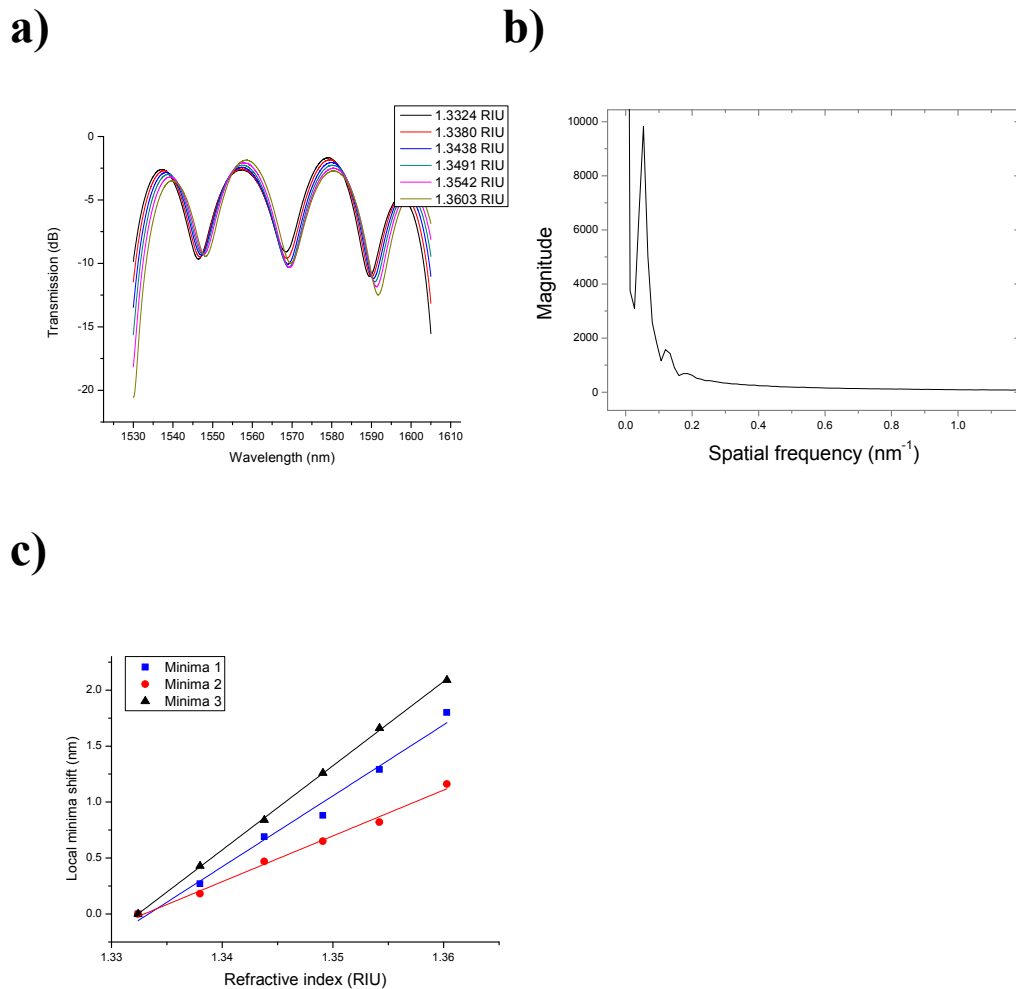 a)
1.3324 RIU
1.3380 RIU
1.3438 RIU
1.3491 RIU
1.3542 RIU
1.3603 RIU
0
-5
-10
-15
-20
Transmission (dB)
1530 1540 1550 1560 1570 1580 1590 1600 1610
Wavelength (nm)
b)
10000
8000
6000
4000
2000
0
Magnitude
0.0 0.2 0.4 0.6 0.8 1.0
Spatial frequency (nm⁻¹)
c)
Minima 1
Minima 2
Minima 3
2.0
1.5
1.0
0.5
0.0
Local minima shift (nm)
1.33 1.34 1.35 1.36
Refractive index (RIU)